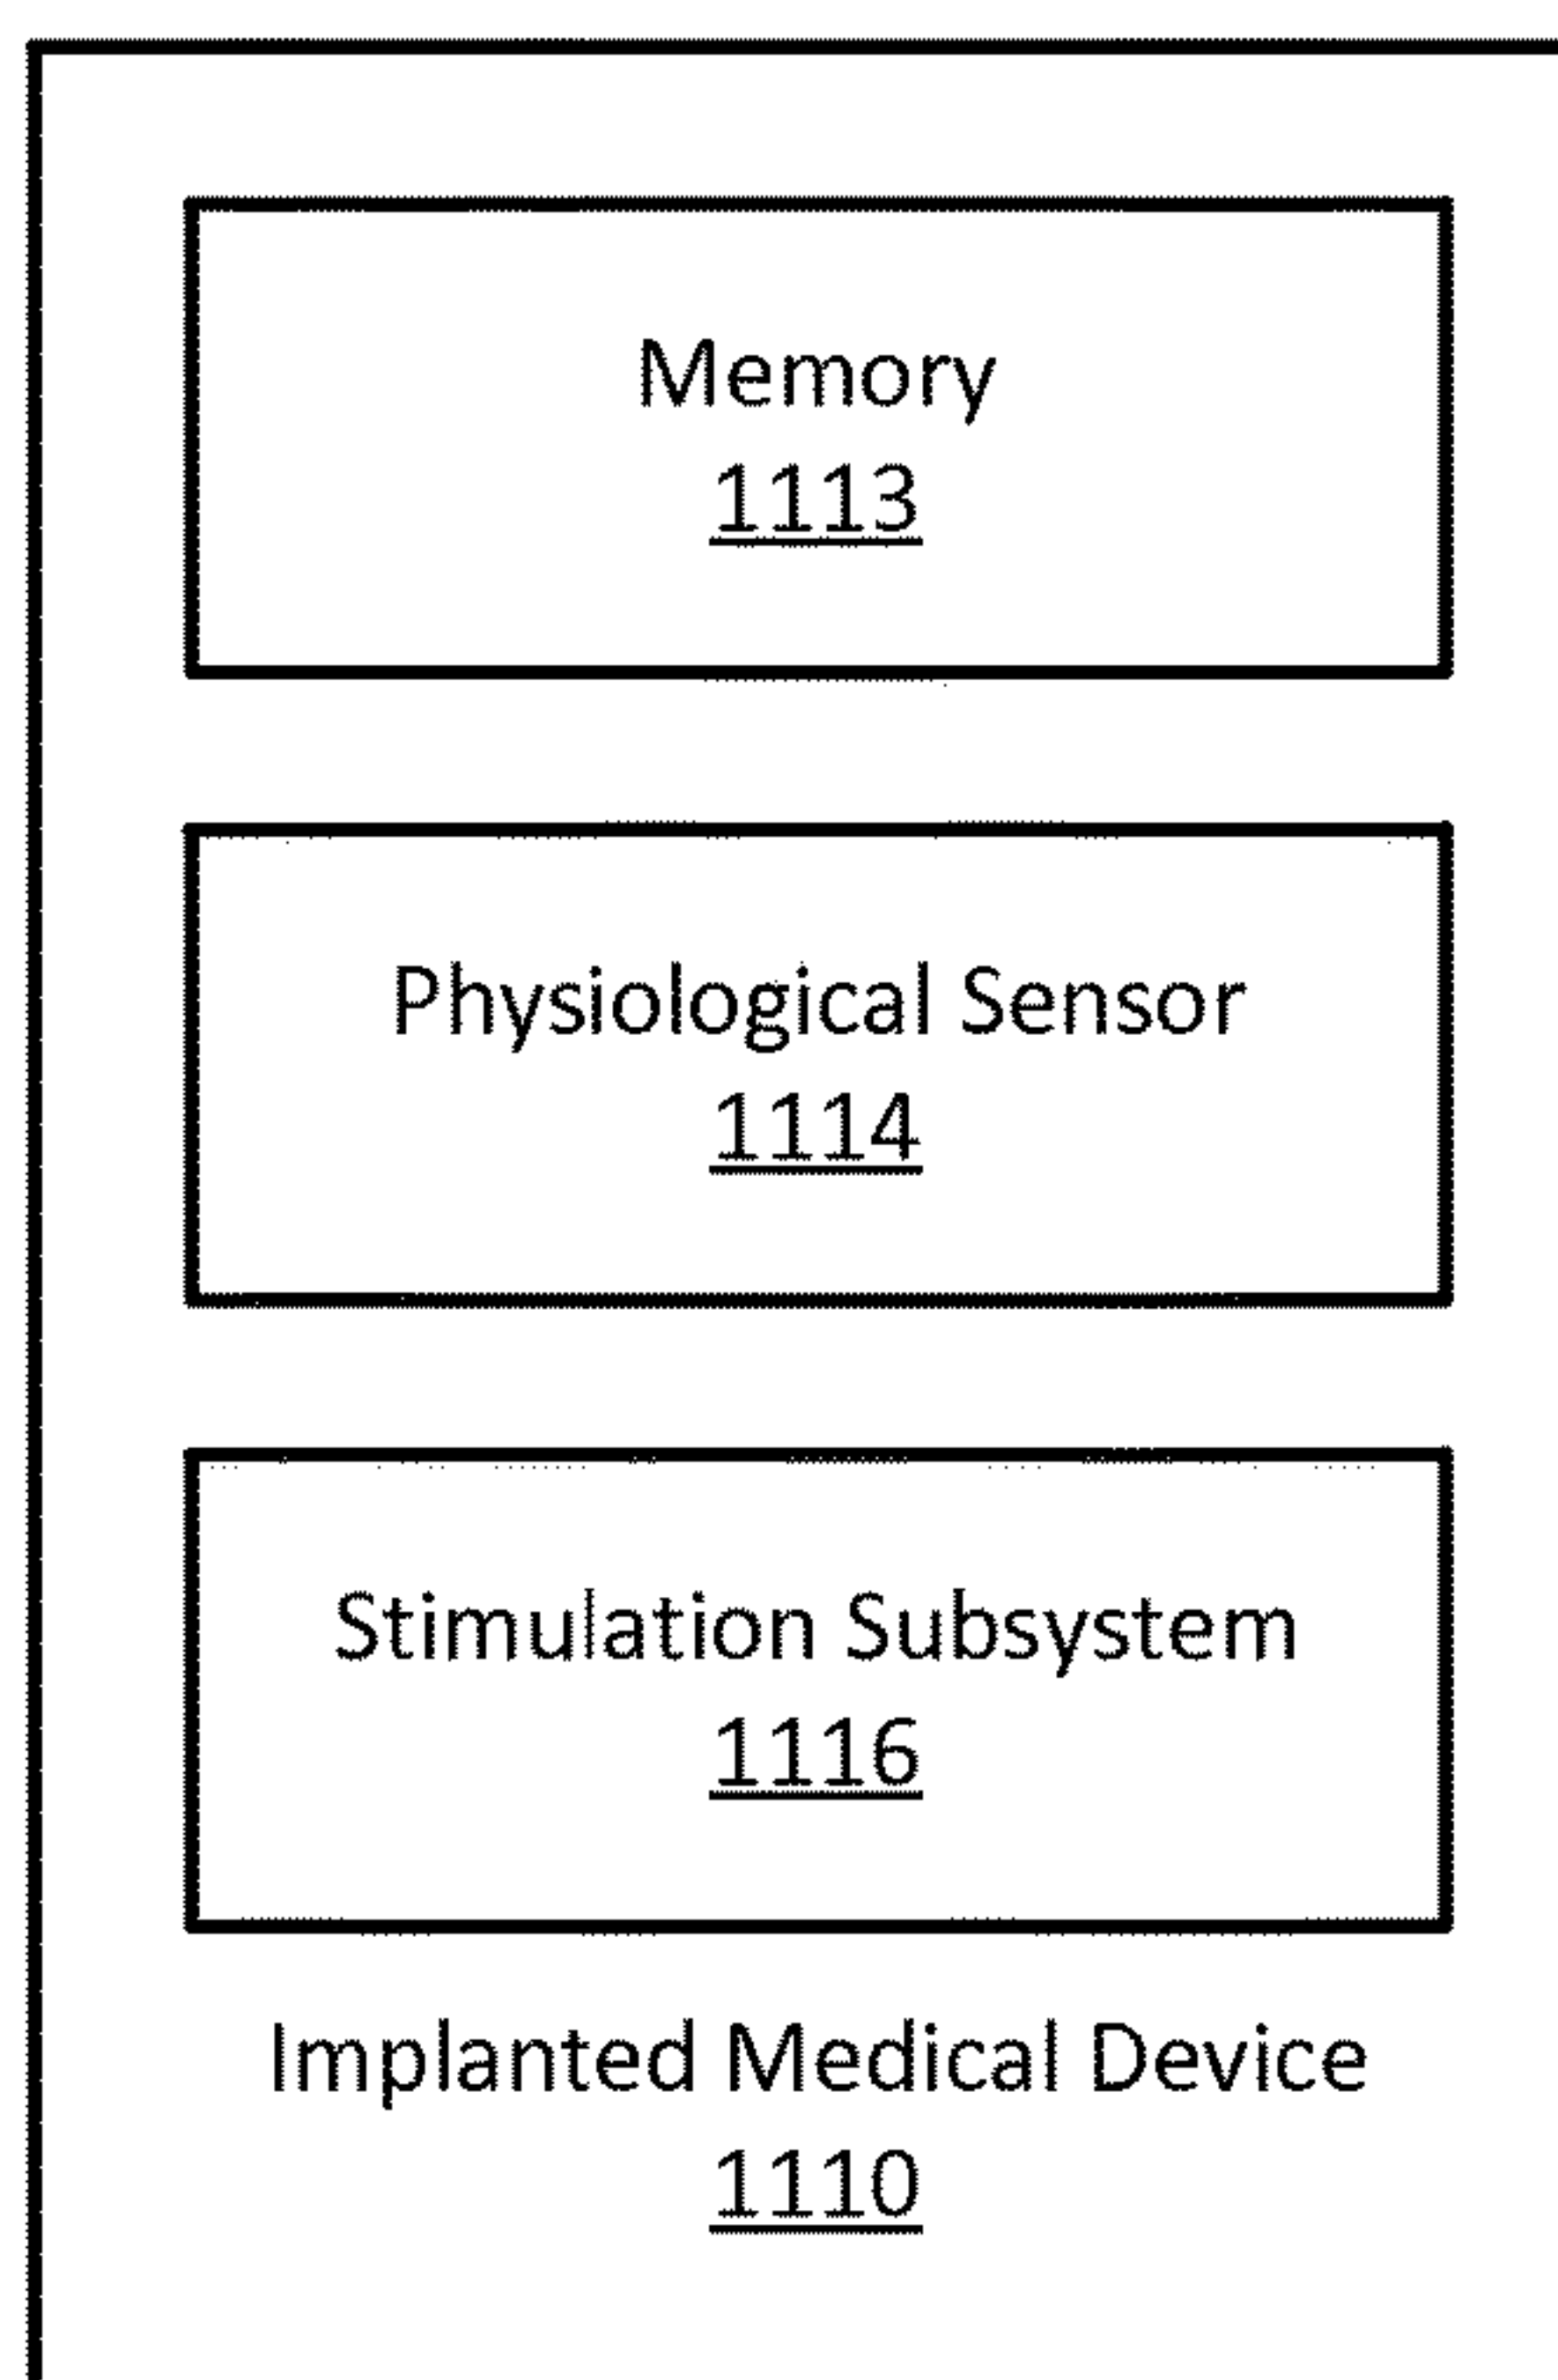 Memory
1113
Physiological Sensor
1114
Stimulation Subsystem
1116
Implanted Medical Device
1110